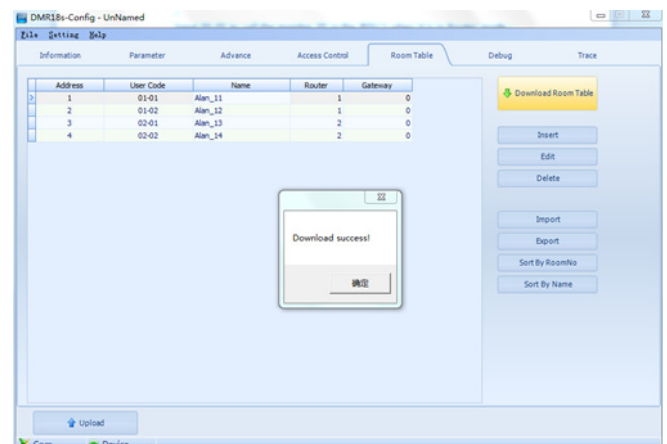 DMR18s-Config - UnNamed
File Setting Help
Information Parameter Advance Access Control Room Table Debug Trace
Address User Code Name Router Gateway
1 01-01 Alan_11 1 0
2 01-02 Alan_12 1 0
3 02-01 Alan_13 2 0
4 02-02 Alan_14 2 0
Download Room Table
Insert
Edit
Delete
Import
Export
Sort By RoomNo
Sort By Name
Download success!
确定
Upload
Device